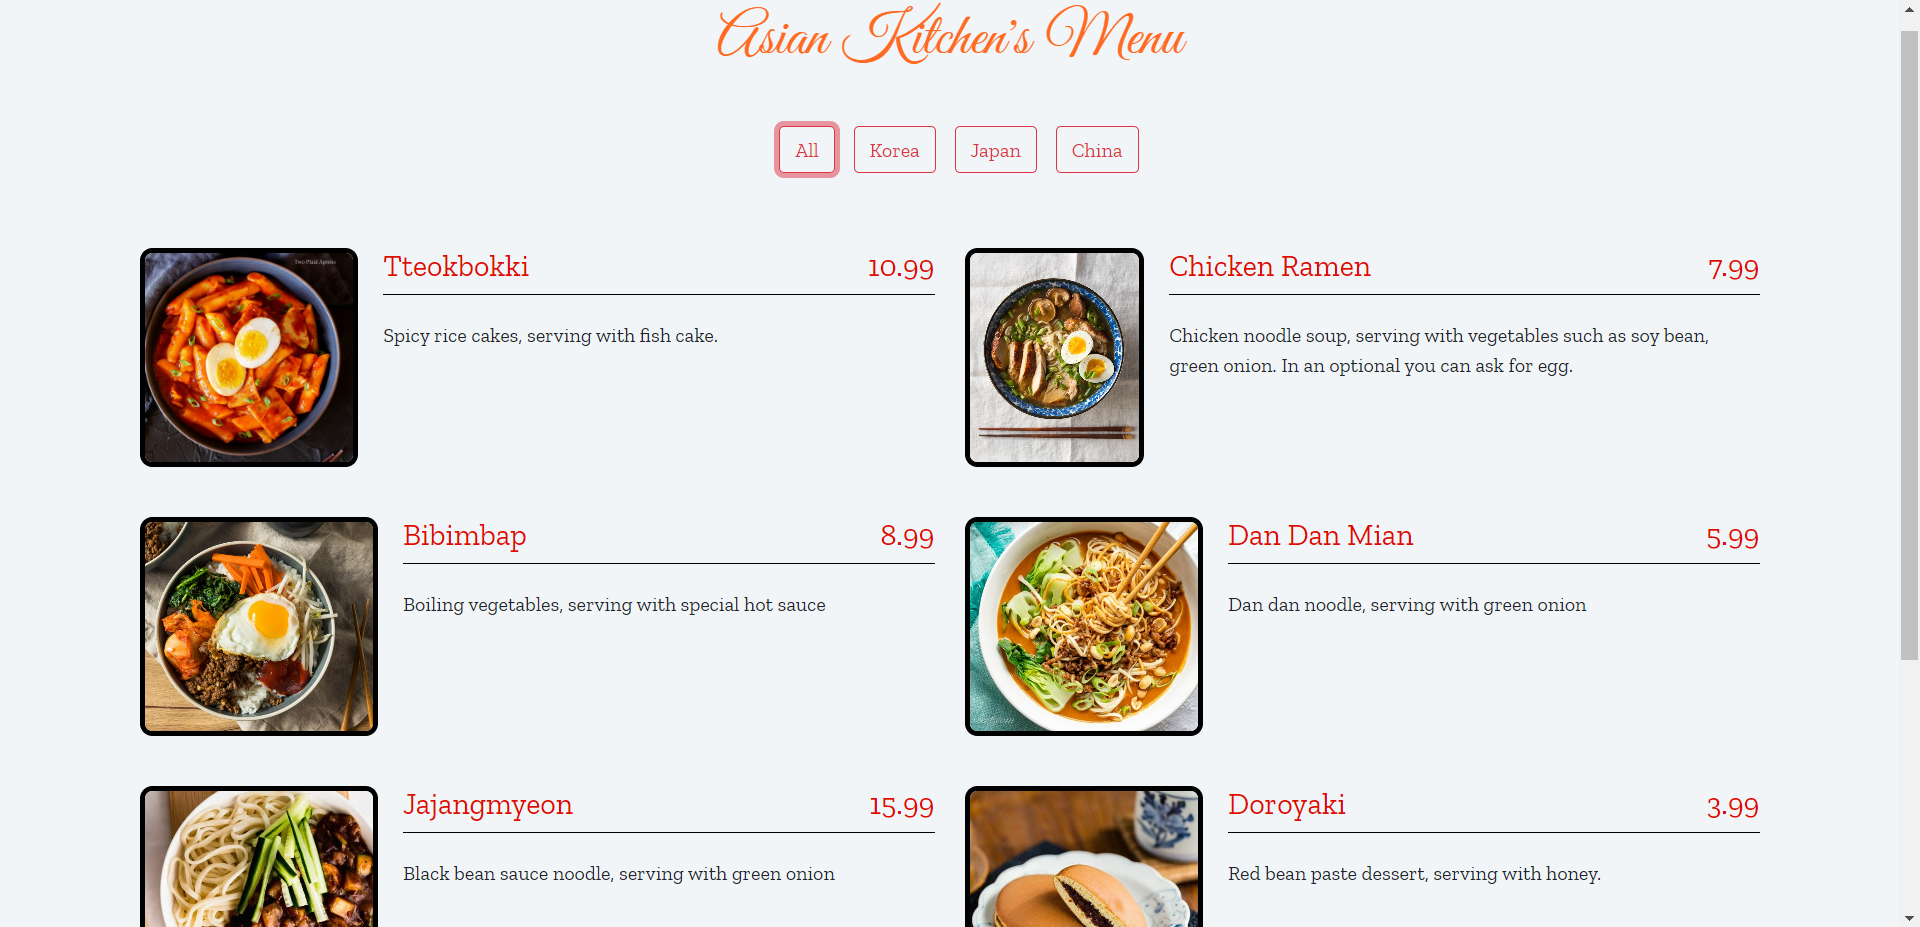 Asian Kitchen's Menu
All
Korea
Japan
China
Two Plaid Aprons
Tteokbokki
10.99
Spicy rice cakes, serving with fish cake.
Chicken Ramen
7.99
Chicken noodle soup, serving with vegetables such as soy bean,
green onion. In an optional you can ask for egg.
Bibimbap
8.99
Boiling vegetables, serving with special hot sauce
Dan Dan Mian
5.99
Dan dan noodle, serving with green onion
Jajangmyeon
15.99
Black bean sauce noodle, serving with green onion
Doroyaki
3.99
Red bean paste dessert, serving with honey.